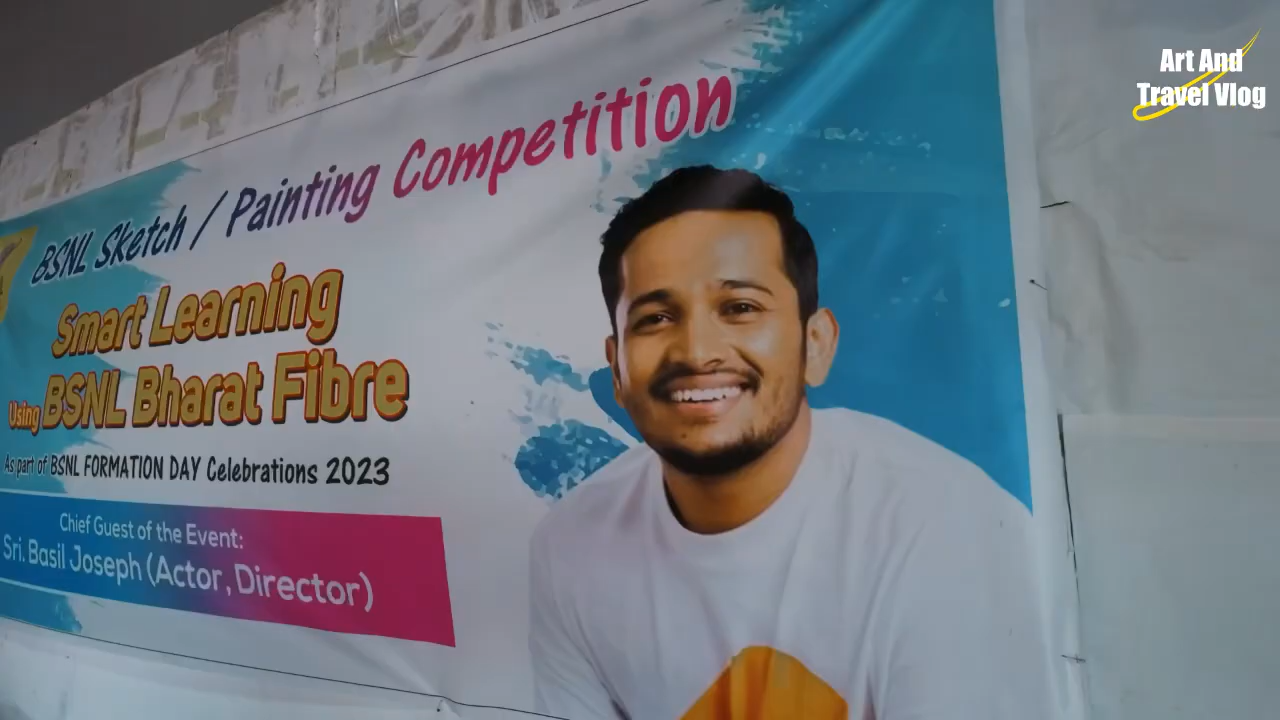 BSNL Sketch / Painting Competition
Smart Learning
Using BSNL Bharat Fibre
As part of BSNL FORMATION DAY Celebrations 2023
Chief Guest of the Event:
Sri. Basil Joseph (Actor, Director)
Art And
Travel Vlog